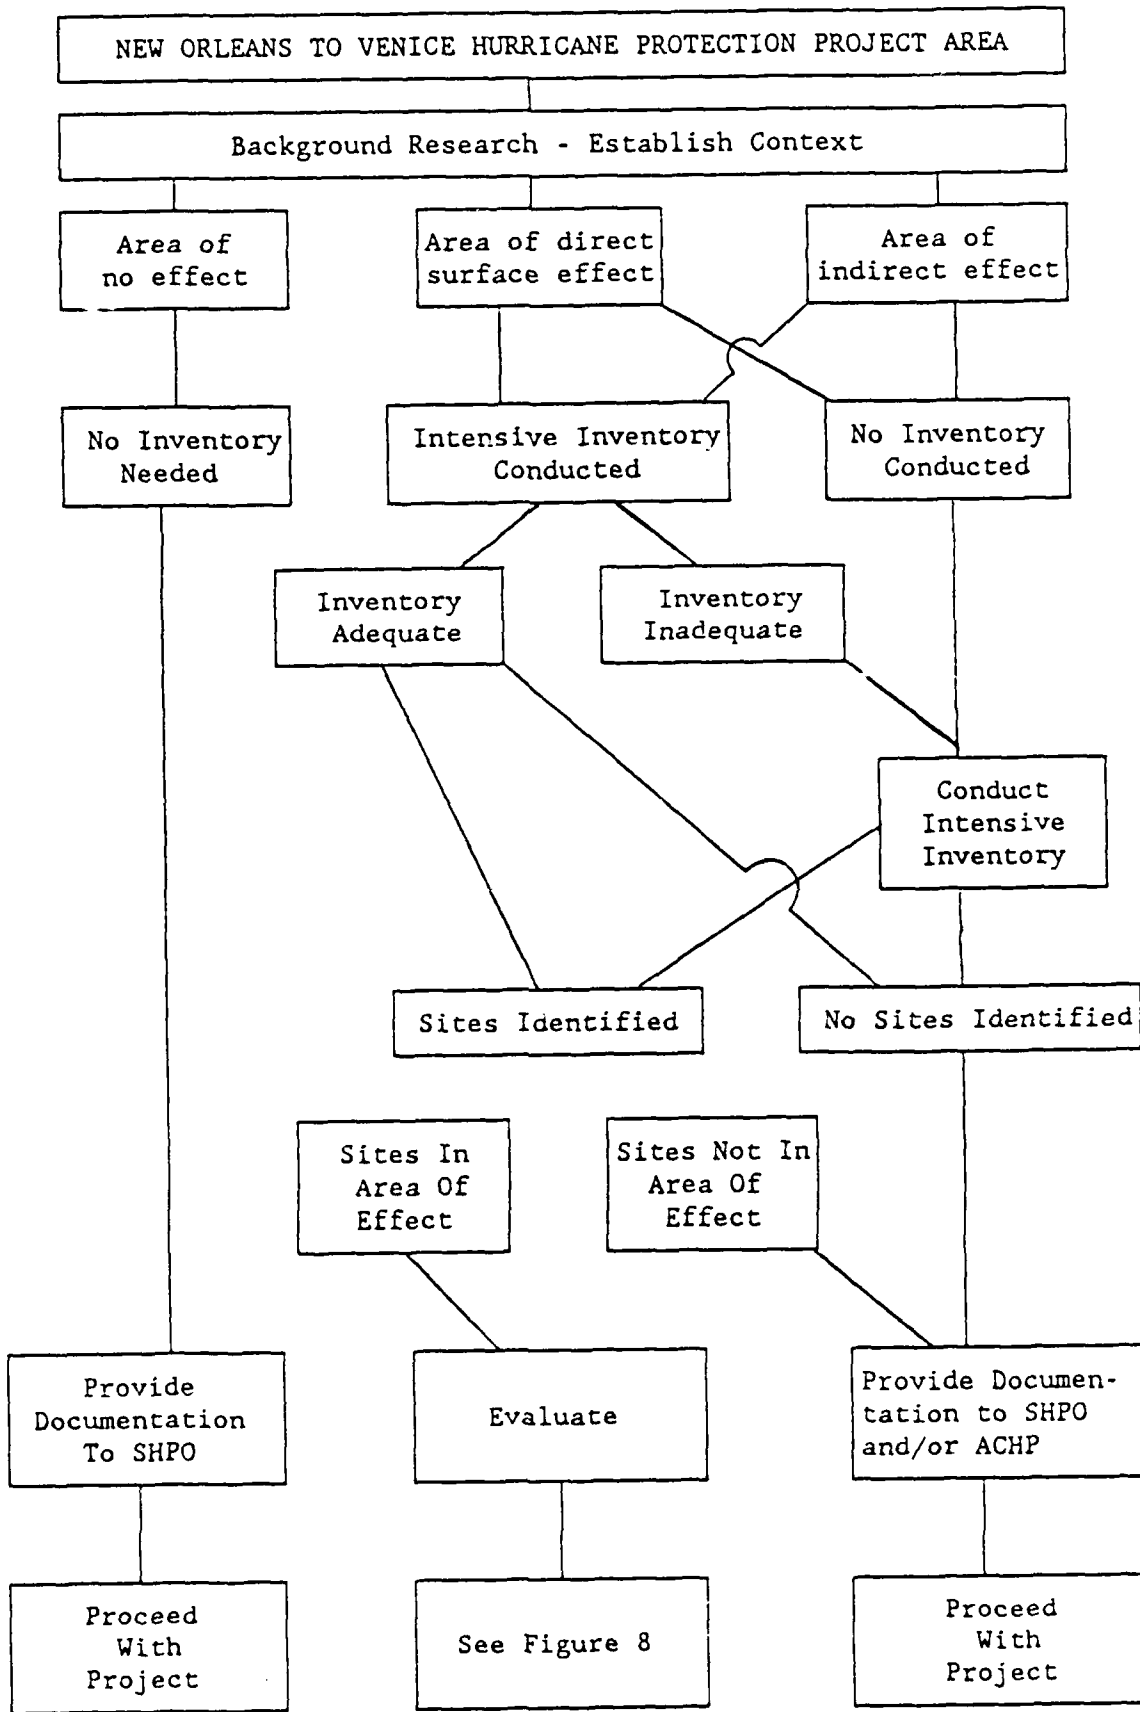 NEW ORLEANS TO VENICE HURRICANE PROTECTION PROJECT AREA
Background Research - Establish Context
Area of
no effect
Area of direct
surface effect
Area of
indirect effect
No Inventory
Needed
Intensive Inventory
Conducted
No Inventory
Conducted
Inventory
Adequate
Inventory
Inadequate
Conduct
Intensive
Inventory
Sites Identified
No Sites Identified
Sites In
Area Of
Effect
Sites Not In
Area Of
Effect
Provide
Documentation
To SHPO
Evaluate
Provide Documen-
tation to SHPO
and/or ACHP
Proceed
With
Project
See Figure 8
Proceed
With
Project